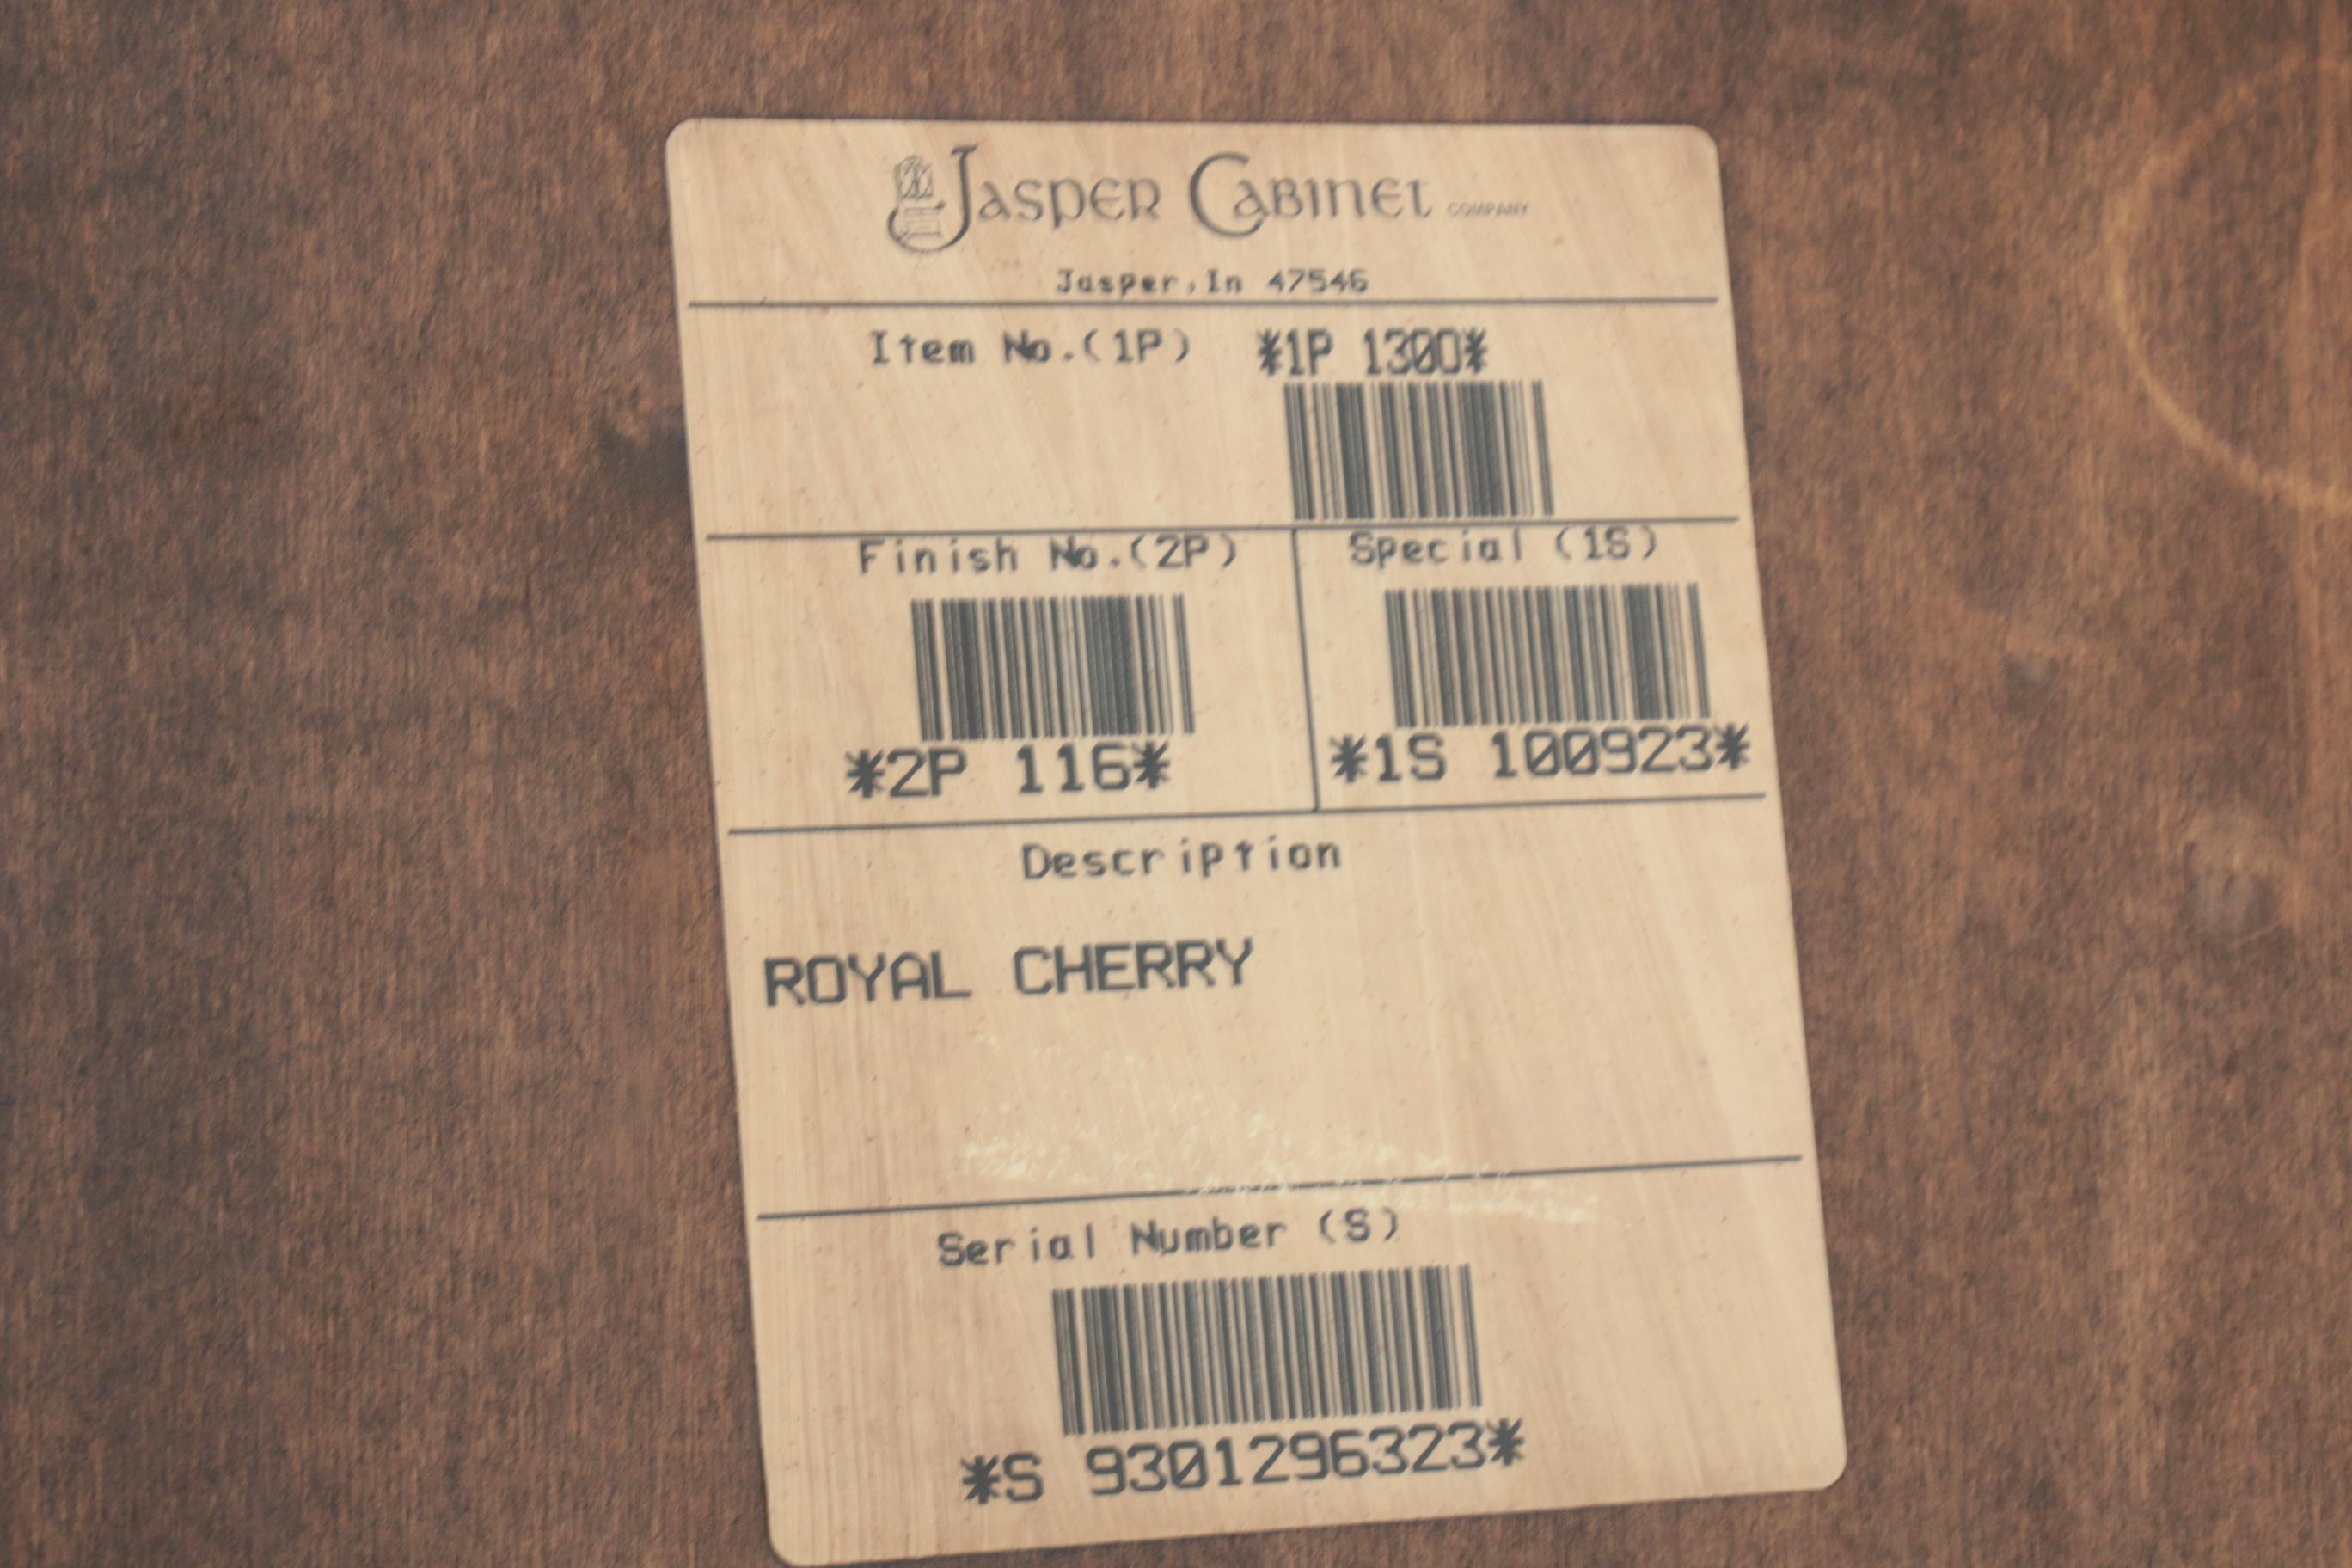 Jasper Cabinet COMPANY
Jasper,In 47546
Item No.(1P) *1P 1300*
Finish No.(2P) Special (1S)
*2P 116* *1S 100923*
Description
ROYAL CHERRY
Serial Number (S)
*S 9301296323*